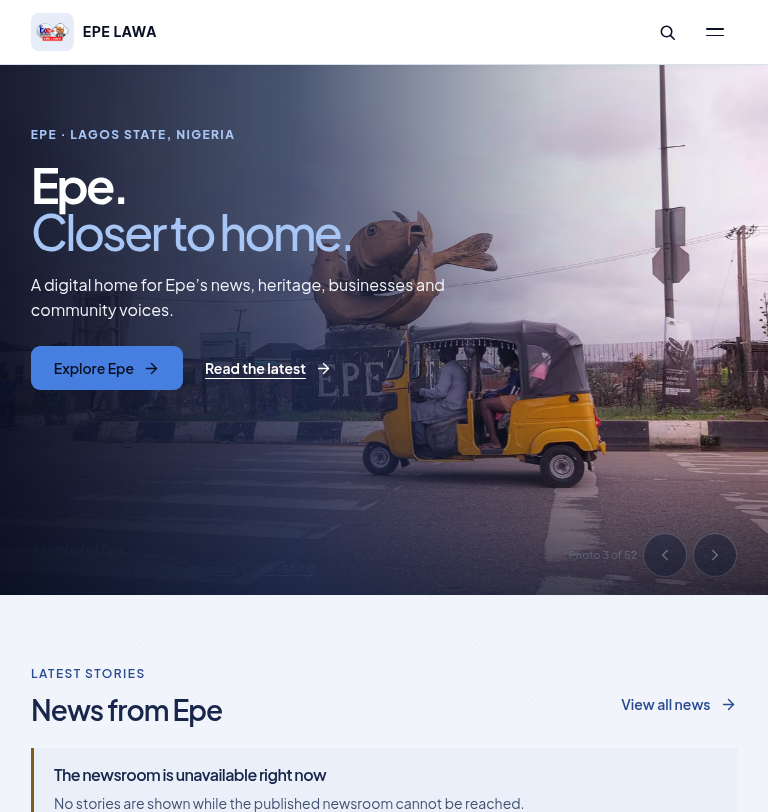 EPE LAWA
EPE · LAGOS STATE, NIGERIA
Epe.
Closer to home.
A digital home for Epe's news, heritage, businesses and
community voices.
Explore Epe
Read the latest
EPE
Photo 3 of 52
LATEST STORIES
News from Epe
View all news
The newsroom is unavailable right now
No stories are shown while the published newsroom cannot be reached.